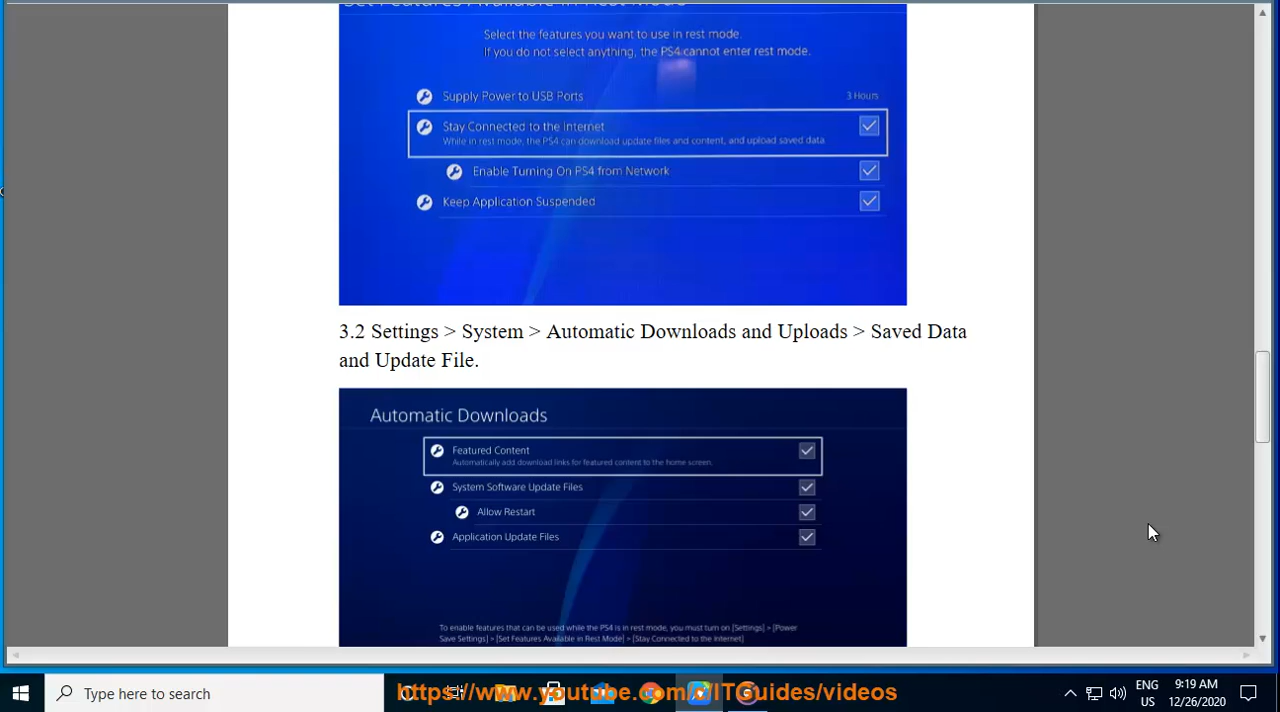 Set Features Available in Rest Mode
Select the features you want to use in rest mode.
If you do not select anything, the PS4 cannot enter rest mode.
Supply Power to USB Ports
3 Hours
Stay Connected to the Internet
While in rest mode, the PS4 can download update files and content, and upload saved data.
Enable Turning On PS4 from Network
Keep Application Suspended
3.2 Settings > System > Automatic Downloads and Uploads > Saved Data
and Update File.
Automatic Downloads
Featured Content
Automatically add download links for featured content to the home screen.
System Software Update Files
Allow Restart
Application Update Files
To enable features that can be used while the PS4 is in rest mode, you must turn on [Settings] > [Power
Save Settings] > [Set Features Available in Rest Mode] > [Stay Connected to the Internet]
Type here to search
https://www.youtube.com/c/ITGuides/videos
ENG
US
9:19 AM
12/26/2020